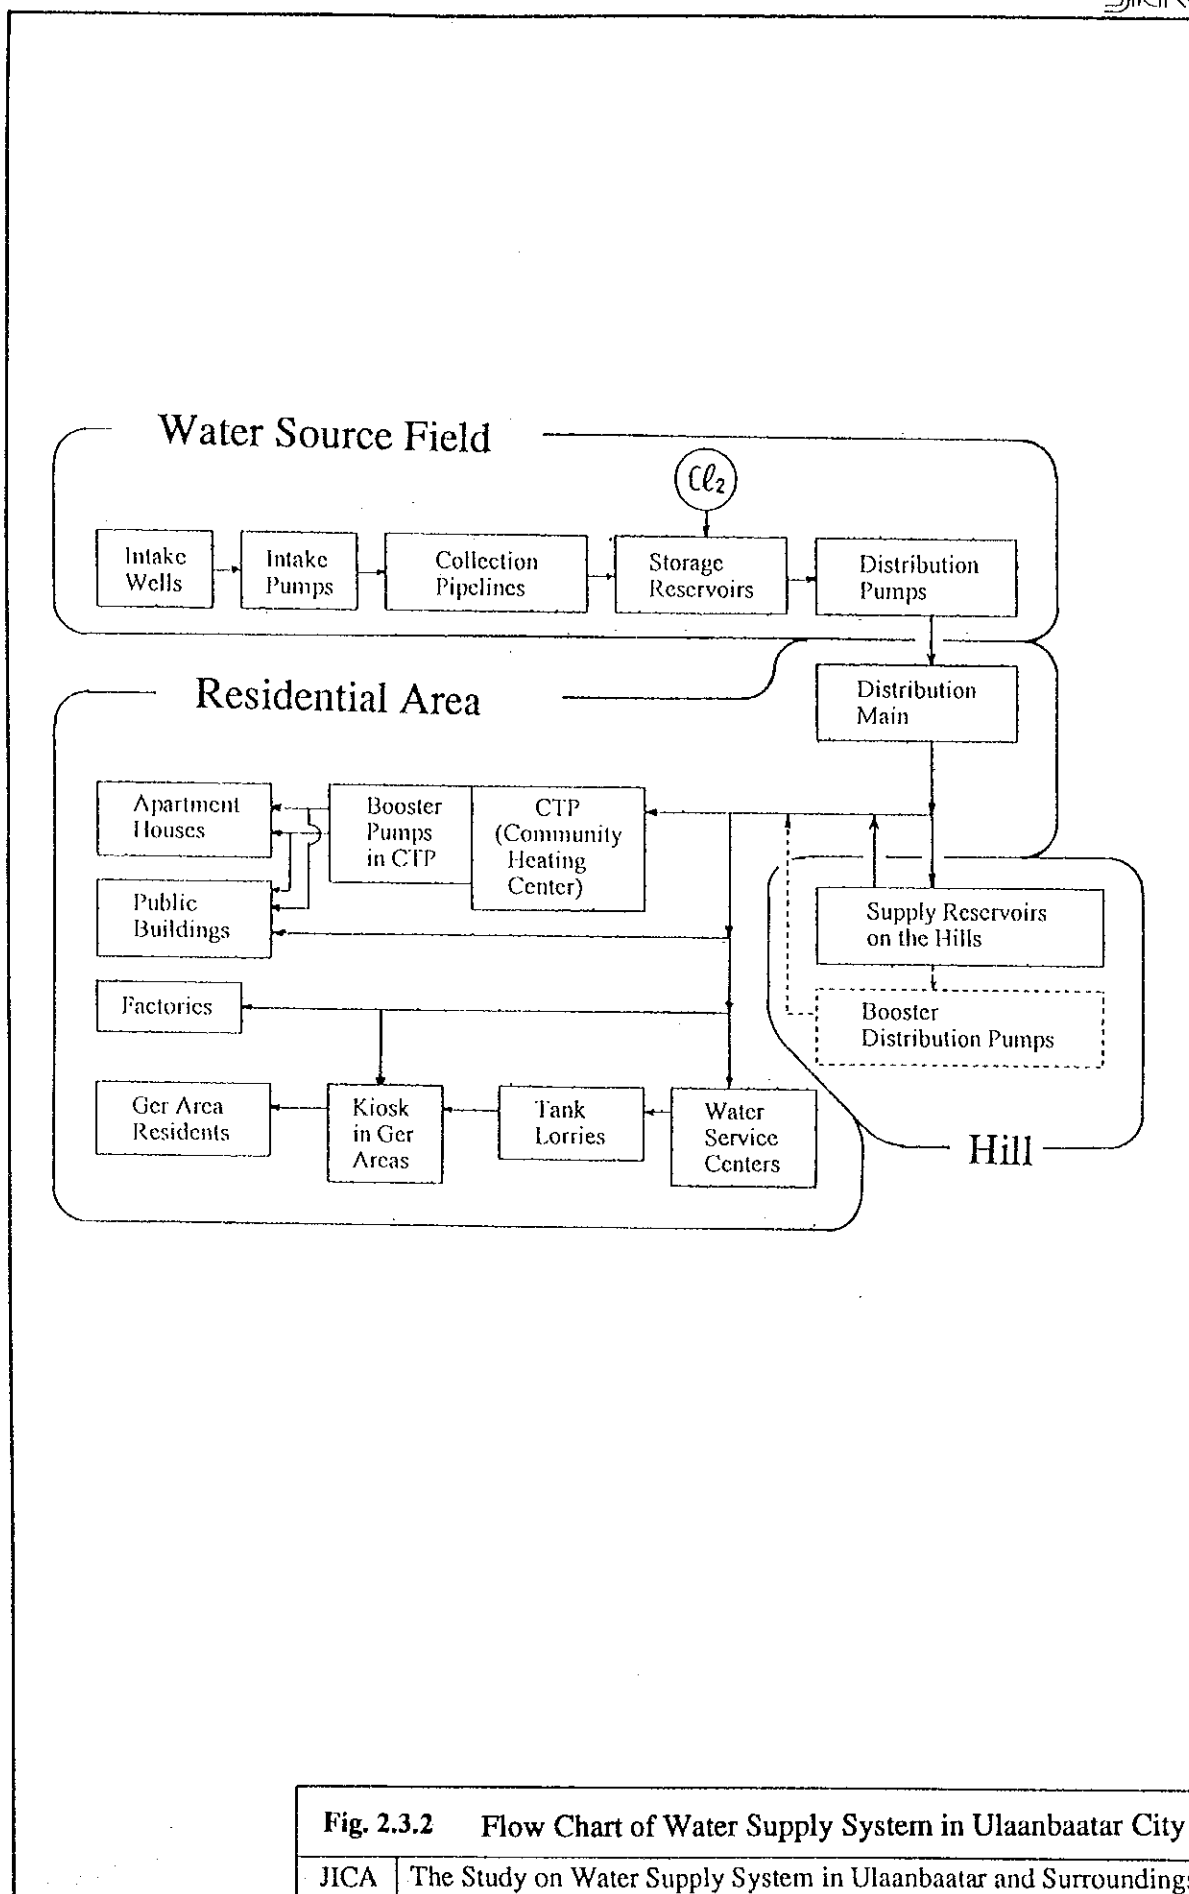 Water Source Field
Cl2
Intake
Wells
Intake
Pumps
Collection
Pipelines
Storage
Reservoirs
Distribution
Pumps
Residential Area
Distribution
Main
Apartment
Houses
Booster
Pumps
in CTP
CTP
(Community
Heating
Center)
Public
Buildings
Supply Reservoirs
on the Hills
Factories
Booster
Distribution Pumps
Ger Area
Residents
Kiosk
in Ger
Areas
Tank
Lorries
Water
Service
Centers
Hill
Fig. 2.3.2 Flow Chart of Water Supply System in Ulaanbaatar City
JICA The Study on Water Supply System in Ulaanbaatar and Surroundings